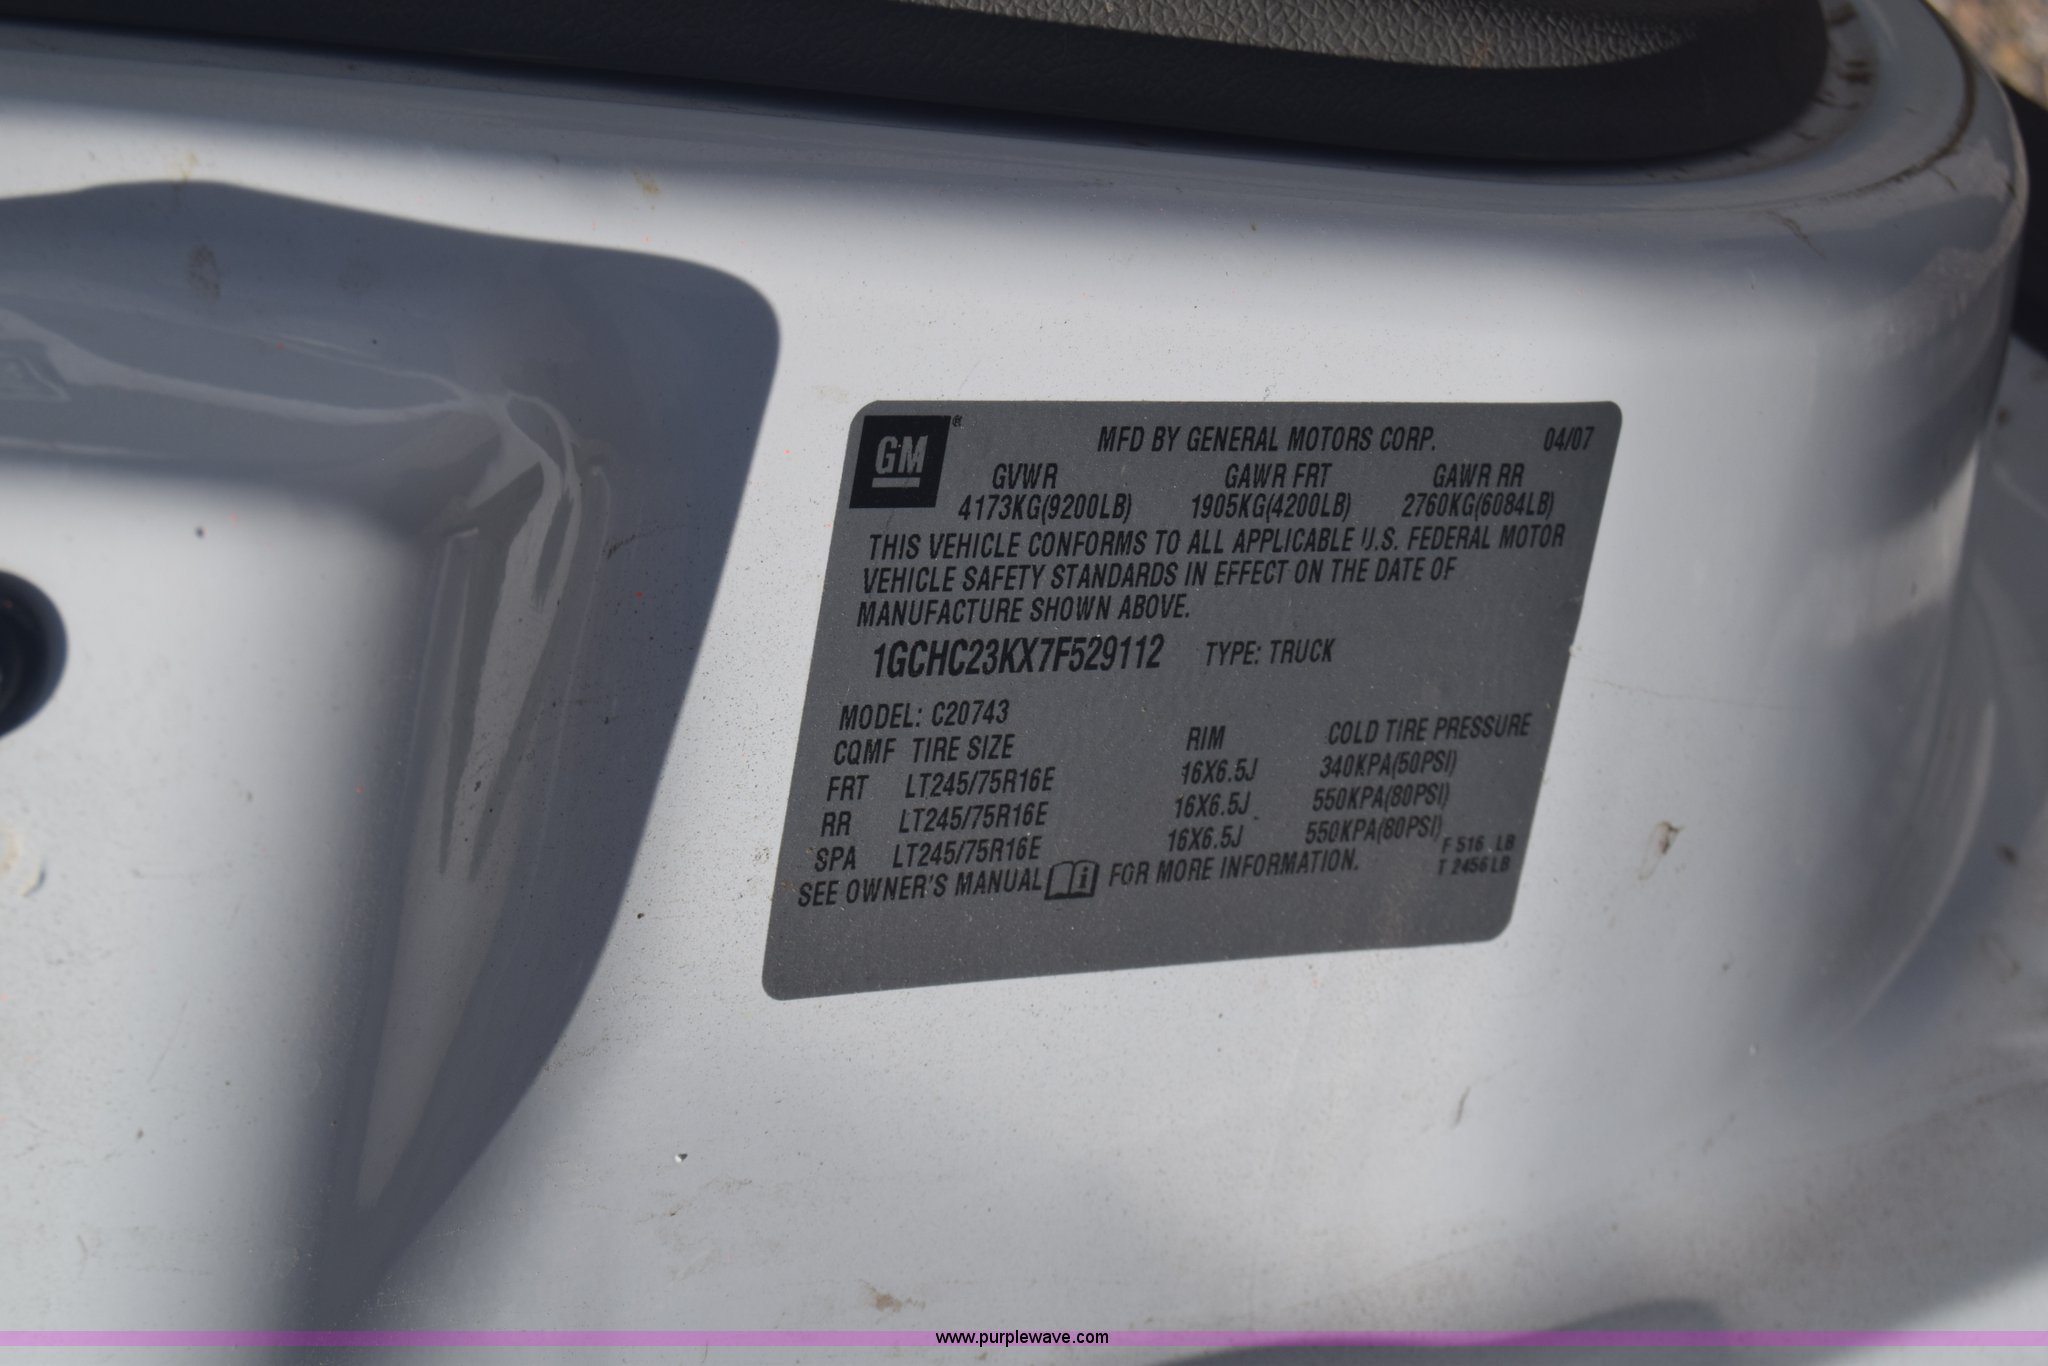 GM ®
MFD BY GENERAL MOTORS CORP. 04/07
GVWR GAWR FRT GAWR RR
4173KG(9200LB) 1905KG(4200LB) 2760KG(6084LB)
THIS VEHICLE CONFORMS TO ALL APPLICABLE U.S. FEDERAL MOTOR
VEHICLE SAFETY STANDARDS IN EFFECT ON THE DATE OF
MANUFACTURE SHOWN ABOVE.
1GCHC23KX7F529112 TYPE: TRUCK
MODEL: C20743
CQMF TIRE SIZE RIM COLD TIRE PRESSURE
FRT LT245/75R16E 16X6.5J 340KPA(50PSI)
RR LT245/75R16E 16X6.5J 550KPA(80PSI)
SPA LT245/75R16E 16X6.5J 550KPA(80PSI)
F 516 LB
T 2456 LB
SEE OWNER'S MANUAL FOR MORE INFORMATION.
www.purplewave.com